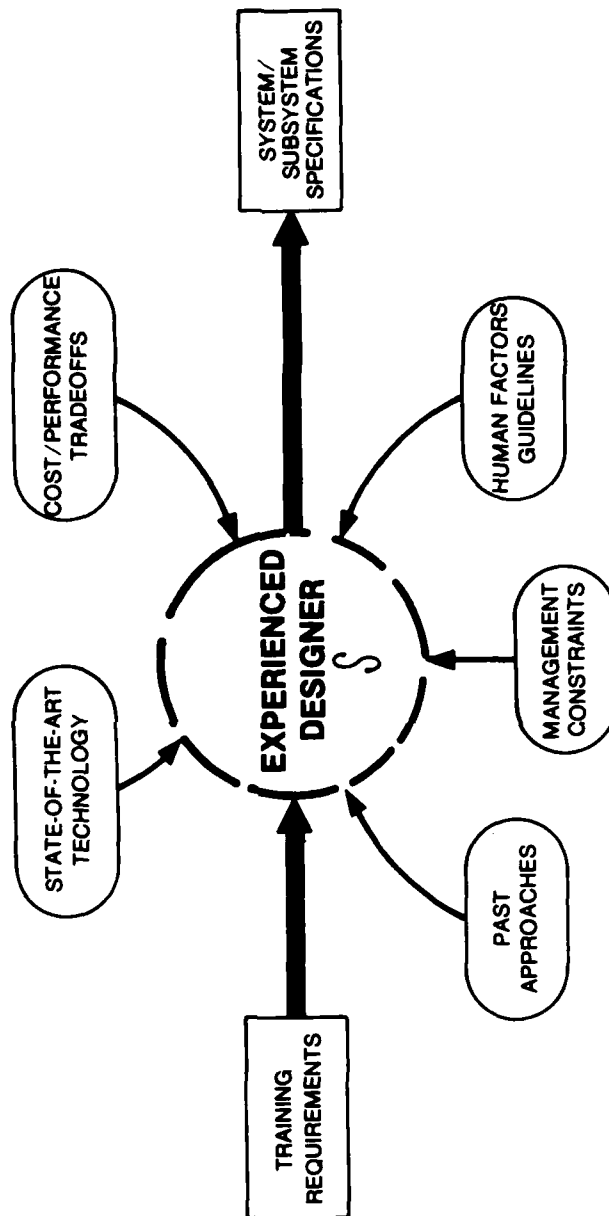 STATE-OF-THE-ART
TECHNOLOGY
COST/PERFORMANCE
TRADEOFFS
TRAINING
REQUIREMENTS
EXPERIENCED
DESIGNER
S
SYSTEM/
SUBSYSTEM
SPECIFICATIONS
PAST
APPROACHES
MANAGEMENT
CONSTRAINTS
HUMAN FACTORS
GUIDELINES